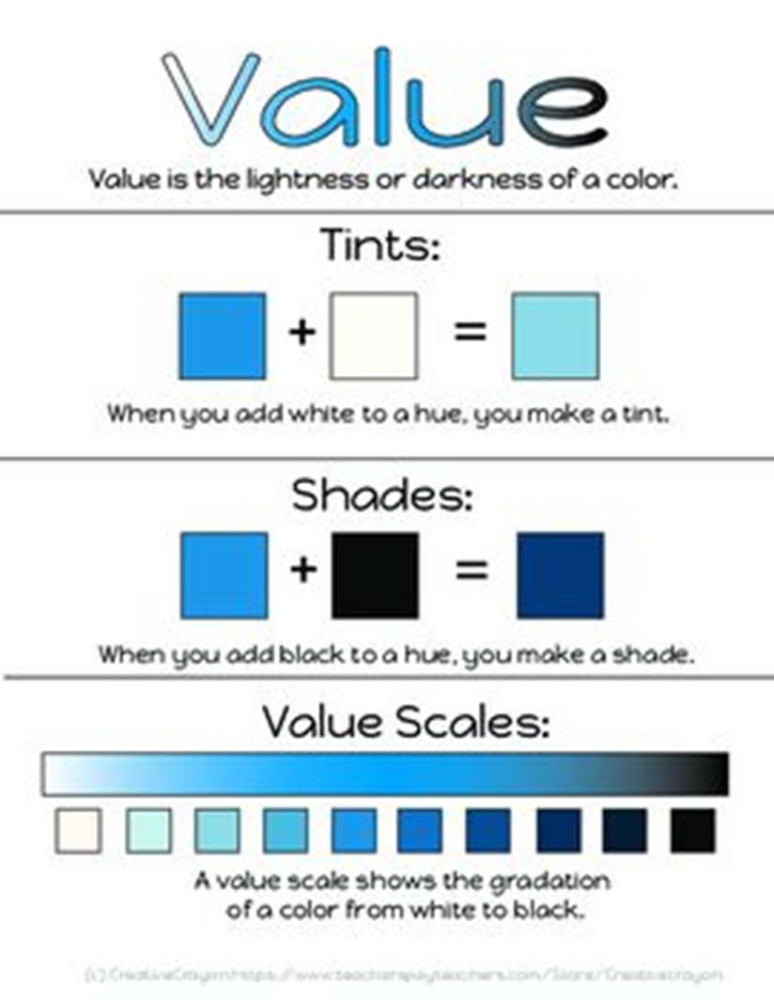 Value
Value is the lightness or darkness of a color.
Tints:
+ =
When you add white to a hue, you make a tint.
Shades:
+ =
When you add black to a hue, you make a shade.
Value Scales:
A value scale shows the gradation
of a color from white to black.
(c) CreativeCrayon https://www.teacherspayteachers.com/Store/Creativecrayon